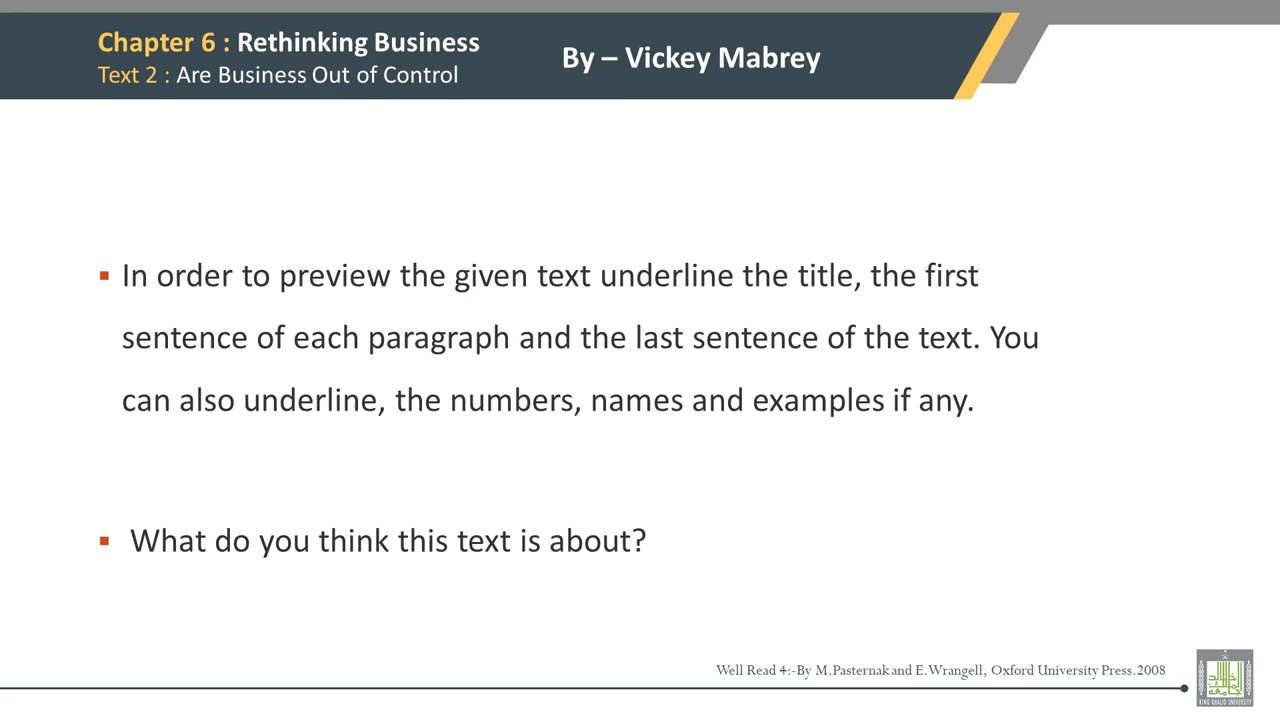 Chapter 6 : Rethinking Business
Text 2 : Are Business Out of Control
By – Vickey Mabrey
▪ In order to preview the given text underline the title, the first
sentence of each paragraph and the last sentence of the text. You
can also underline, the numbers, names and examples if any.
▪ What do you think this text is about?
Well Read 4:-By M.Pasternak and E.Wrangell, Oxford University Press.2008
KING KHALID UNIVERSITY